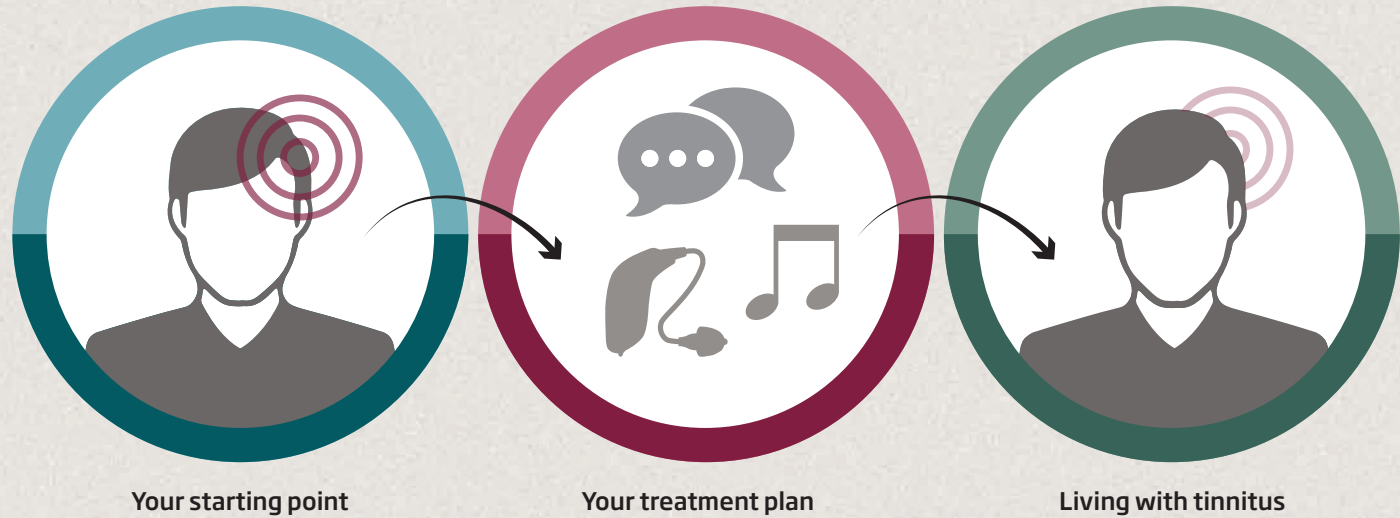 Your starting point
Your treatment plan
Living with tinnitus